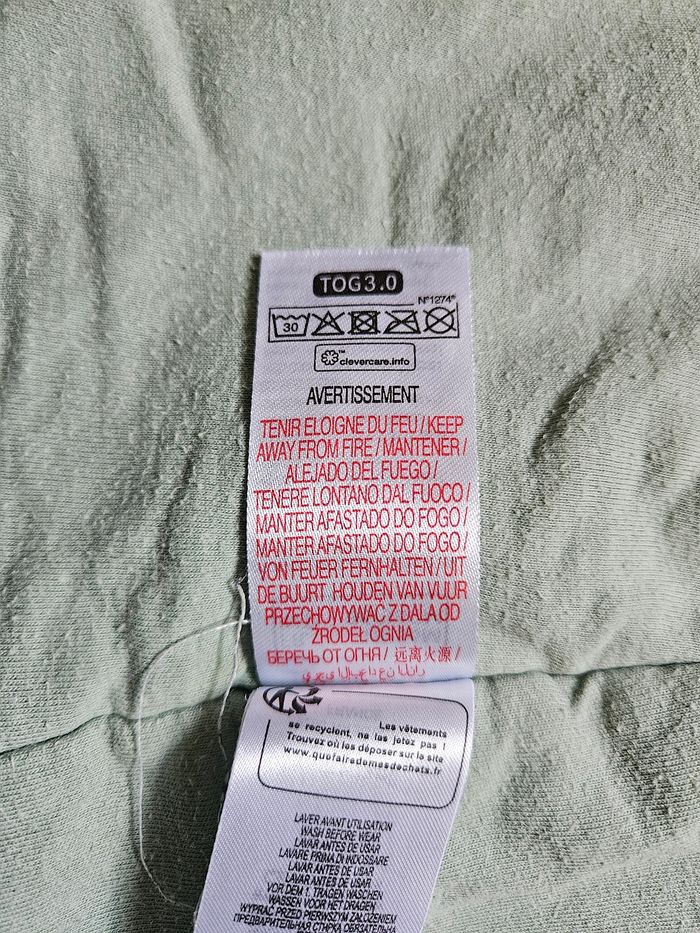 TOG3.0
N°1274*
30
clevercare.info
AVERTISSEMENT
TENIR ELOIGNE DU FEU / KEEP
AWAY FROM FIRE / MANTENER /
ALEJADO DEL FUEGO /
TENERE LONTANO DAL FUOCO /
MANTER AFASTADO DO FOGO /
MANTER AFASTADO DO FOGO /
VON FEUER FERNHALTEN / UIT
DE BUURT HOUDEN VAN VUUR
PRZECHOWYWAC Z DALA OD
ŹRODEŁ OGNIA
БЕРЕЧЬ ОТ ОГНЯ / 远离火源 /
Les vêtements
se recyclent, ne les jetez pas !
Trouvez où les déposer sur le site
www.quefairedemesdechets.fr
LAVER AVANT UTILISATION
WASH BEFORE WEAR
LAVAR ANTES DE USAR
LAVARE PRIMA DI INDOSSARE
LAVAR ANTES DE USAR
LAVAR ANTES DE USAR
VOR DEM 1. TRAGEN WASCHEN
WASSEN VOOR HET DRAGEN
WYPRAĆ PRZED PIERWSZYM ZAŁOŻENIEM
ПРЕДВАРИТЕЛЬНАЯ СТИРКА ОБЯЗАТЕЛЬНА